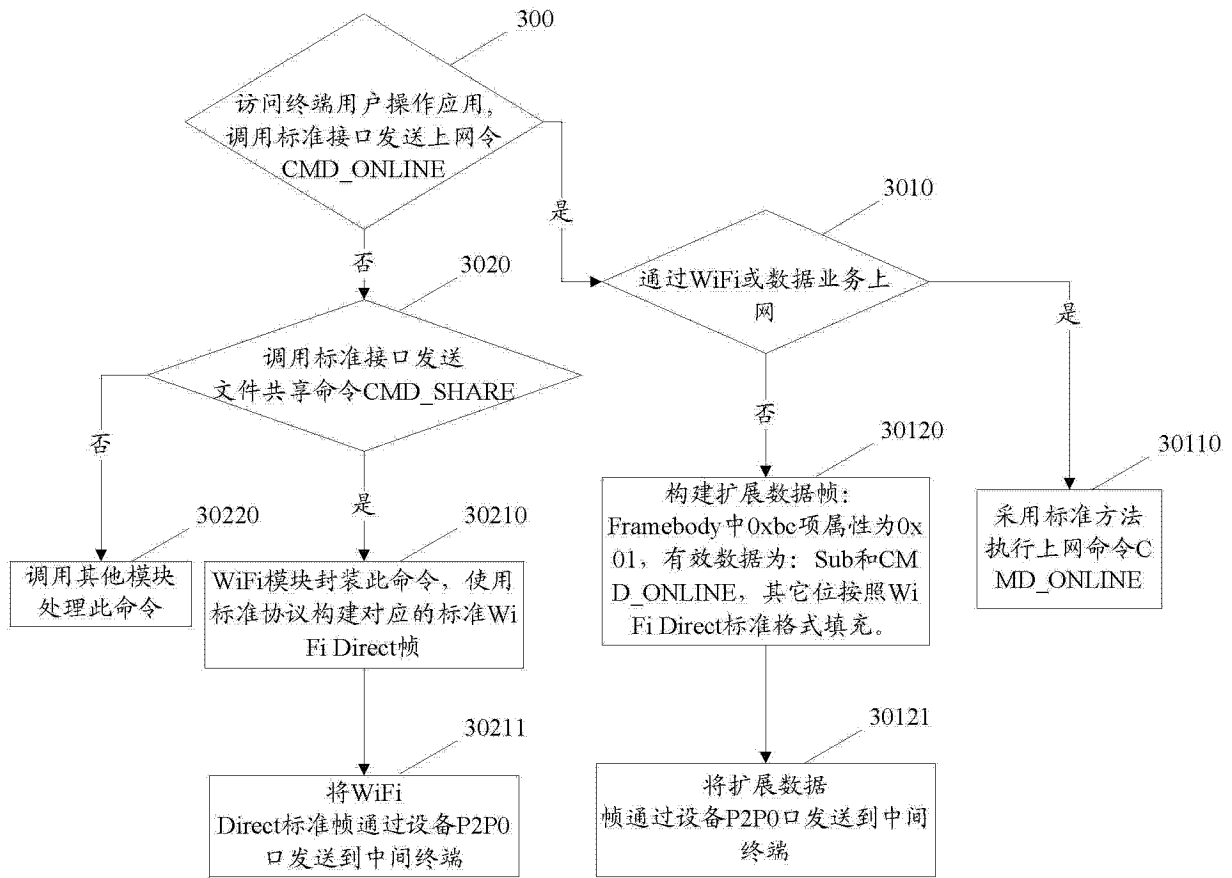 300
访问终端用户操作应用,
调用标准接口发送上网令
CMD_ONLINE
是
否
3010
通过WiFi或数据业务上
网
是
否
3020
调用标准接口发送
文件共享命令CMD_SHARE
否
是
30120
构建扩展数据帧:
Framebody中0xbc项属性为0x
01, 有效数据为: Sub和CM
D_ONLINE, 其它位按照Wi
Fi Direct标准格式填充。
30110
采用标准方法
执行上网命令C
MD_ONLINE
30220
调用其他模块
处理此命令
30210
WiFi模块封装此命令, 使用
标准协议构建对应的标准Wi
Fi Direct帧
30211
将WiFi
Direct标准帧通过设备P2P0
口发送到中间终端
30121
将扩展数据
帧通过设备P2P0口发送到中间
终端